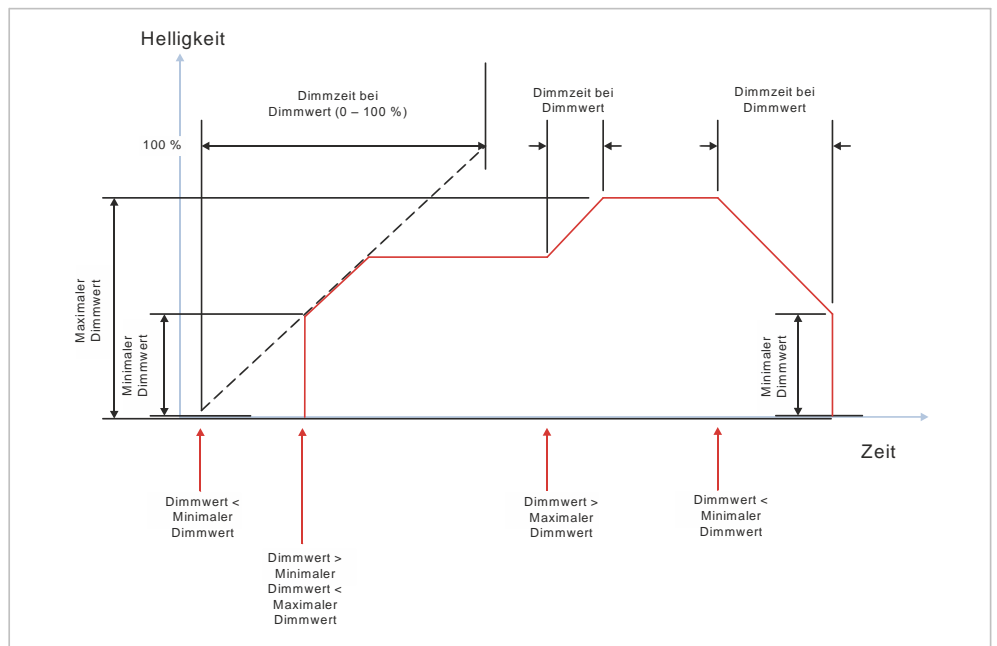 Helligkeit
Dimmzeit bei
Dimmwert (0 – 100 %)
Dimmzeit bei
Dimmwert
Dimmzeit bei
Dimmwert
100 %
Maximaler
Dimmwert
Minimaler
Dimmwert
Minimaler
Dimmwert
Zeit
Dimmwert <
Minimaler
Dimmwert
Dimmwert >
Minimaler
Dimmwert <
Maximaler
Dimmwert
Dimmwert >
Maximaler
Dimmwert
Dimmwert <
Minimaler
Dimmwert